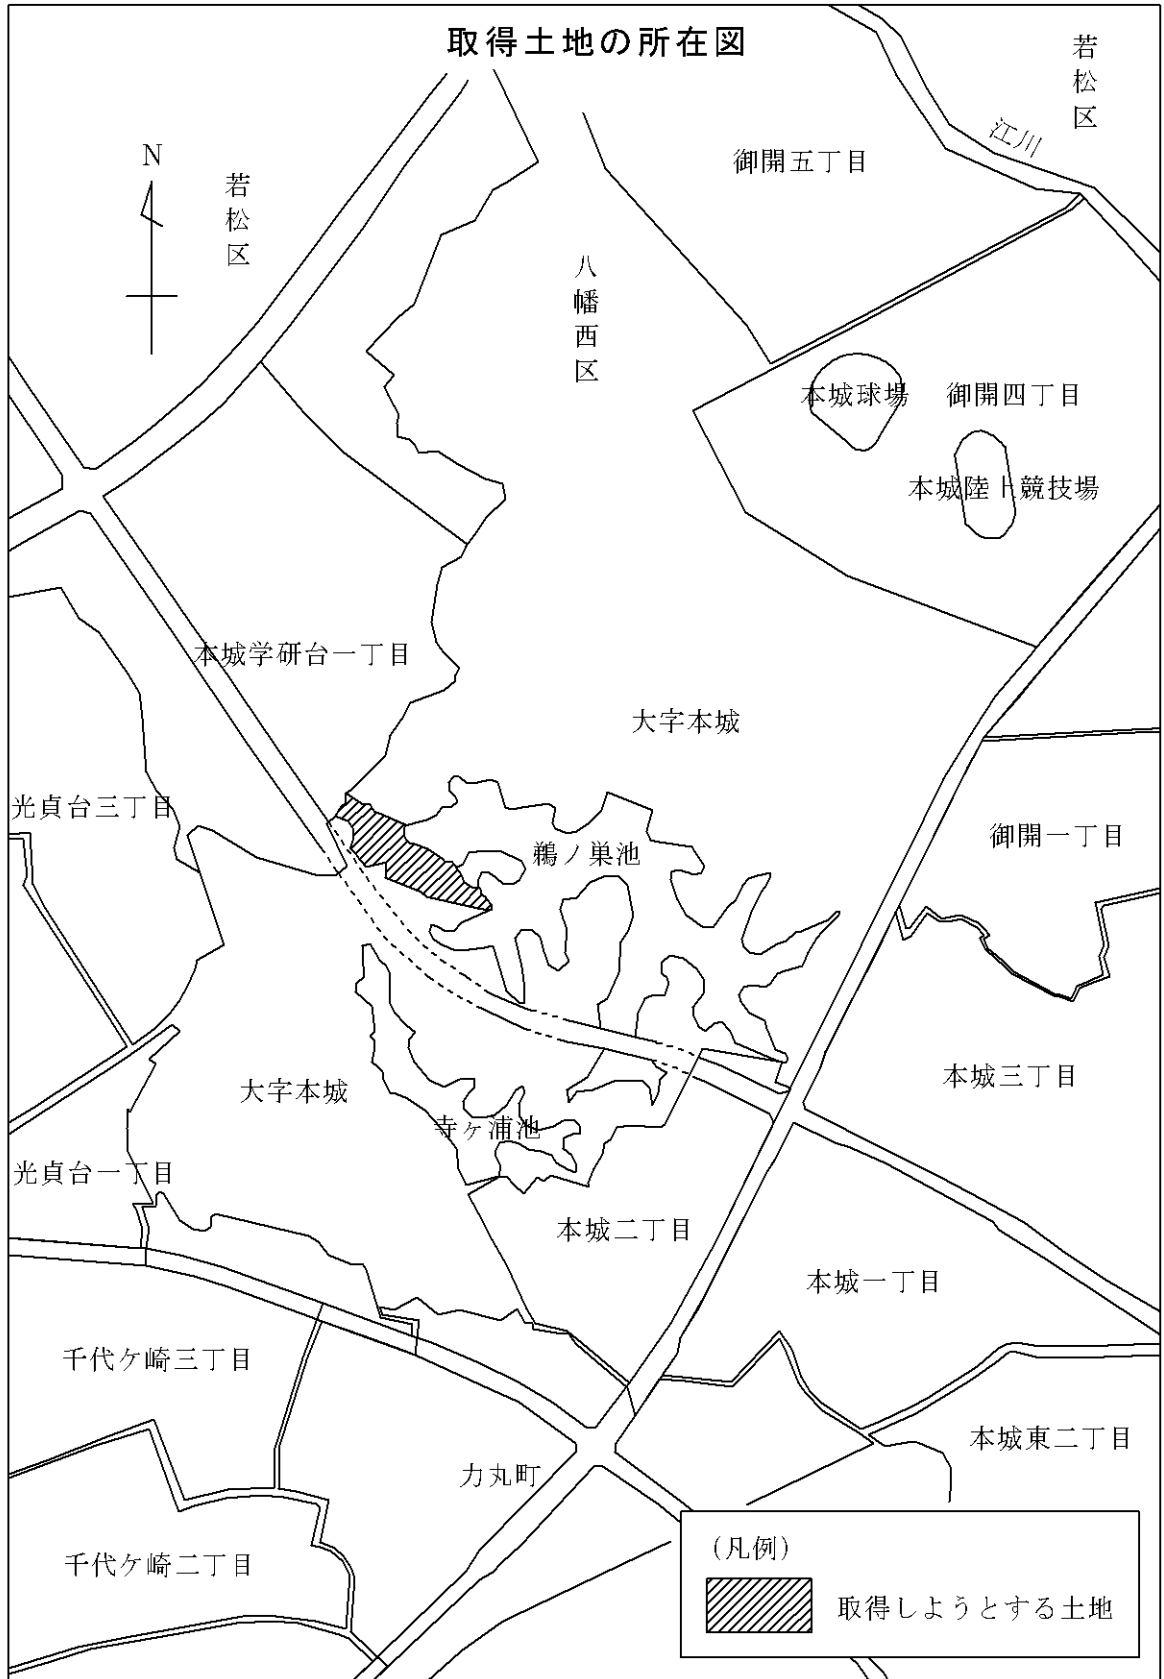 取得土地の所在図
若松区
江川
N
若松区
御開五丁目
八幡西区
本城球場
御開四丁目
本城陸上競技場
本城学研台一丁目
大字本城
光貞台三丁目
鵜ノ巣池
御開一丁目
大字本城
本城三丁目
寺ヶ浦池
光貞台一丁目
本城二丁目
本城一丁目
千代ケ崎三丁目
本城東二丁目
力丸町
千代ケ崎二丁目
(凡例)
取得しようとする土地